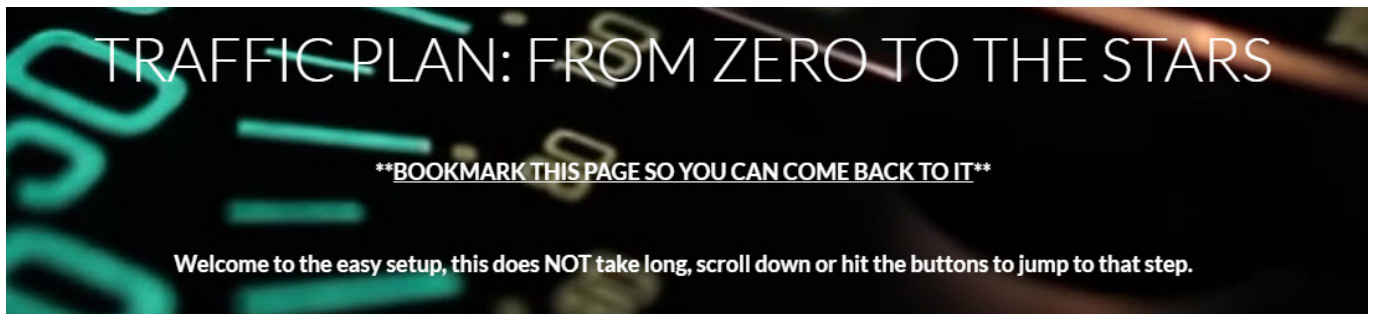 TRAFFIC PLAN: FROM ZERO TO THE STARS
**BOOKMARK THIS PAGE SO YOU CAN COME BACK TO IT**
Welcome to the easy setup, this does NOT take long, scroll down or hit the buttons to jump to that step.